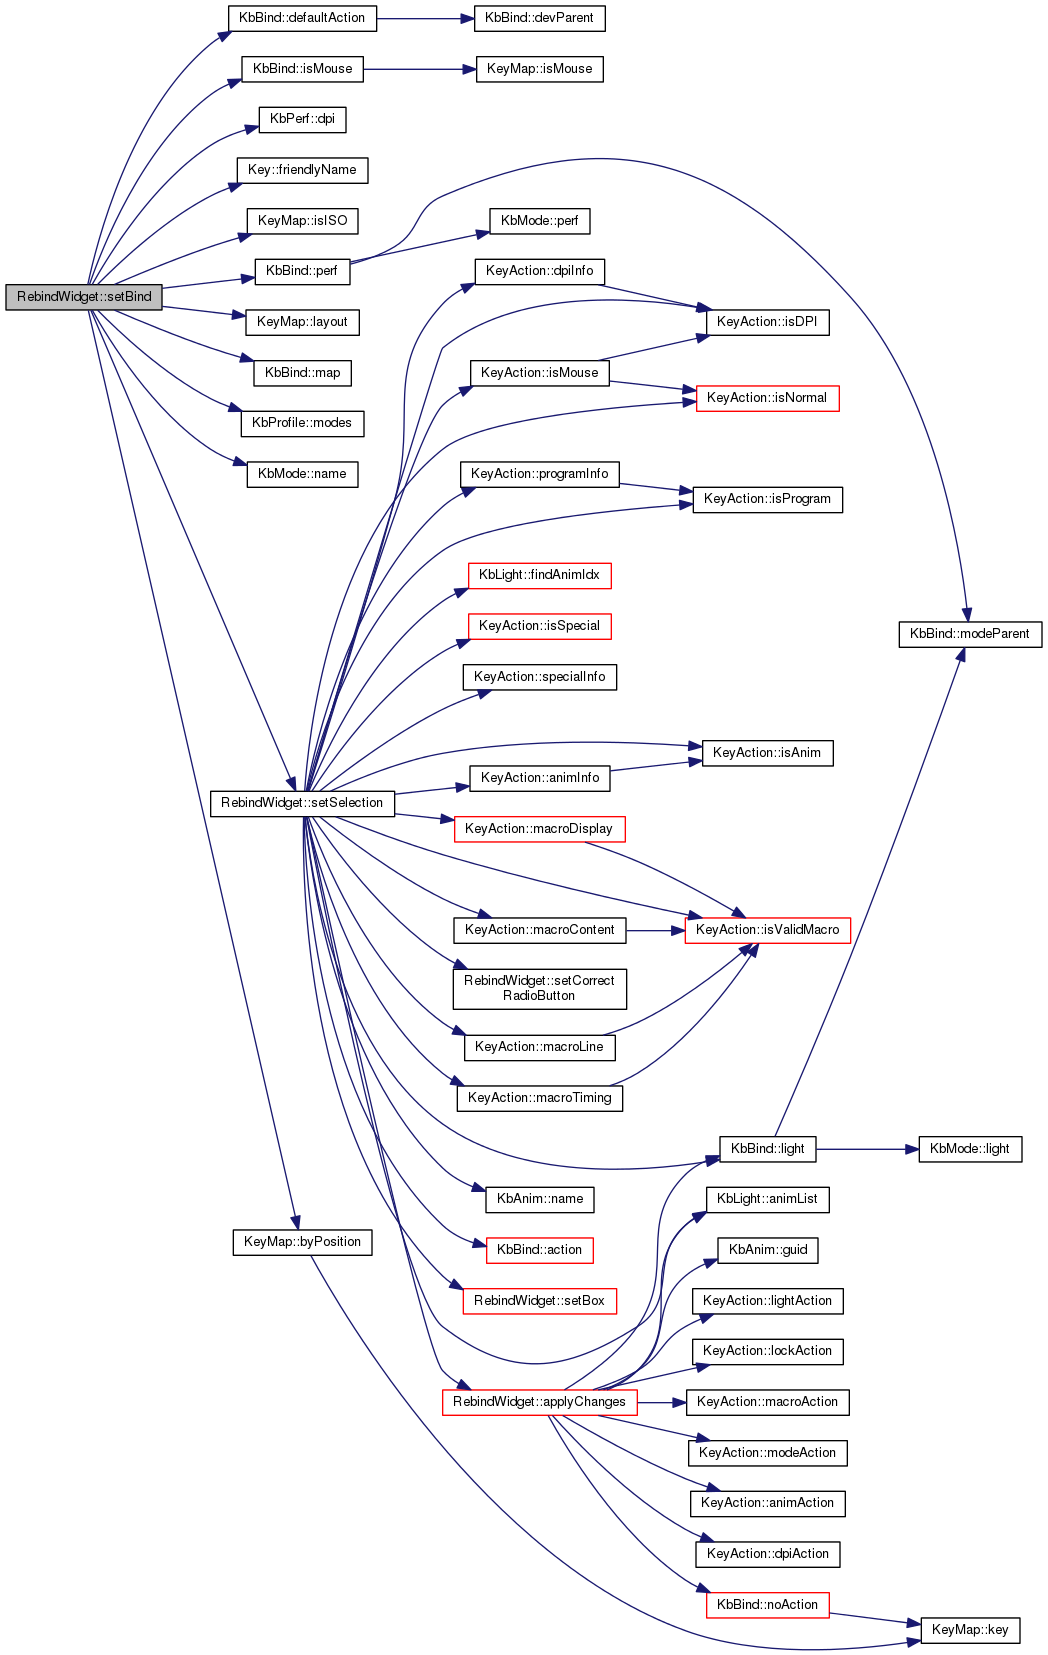 KbBind::defaultAction
KbBind::devParent
KbBind::isMouse
KeyMap::isMouse
KbPerf::dpi
Key::friendlyName
KeyMap::isISO
KbMode::perf
KbBind::perf
KeyAction::dpiInfo
RebindWidget::setBind
KeyMap::layout
KeyAction::isDPI
KbBind::map
KeyAction::isMouse
KeyAction::isNormal
KbProfile::modes
KbMode::name
KeyAction::programInfo
KeyAction::isProgram
KbLight::findAnimIdx
KeyAction::isSpecial
KbBind::modeParent
KeyAction::specialInfo
KeyAction::isAnim
KeyAction::animInfo
RebindWidget::setSelection
KeyAction::macroDisplay
KeyAction::macroContent
KeyAction::isValidMacro
RebindWidget::setCorrect
RadioButton
KeyAction::macroLine
KeyAction::macroTiming
KbBind::light
KbMode::light
KbAnim::name
KbLight::animList
KeyMap::byPosition
KbBind::action
KbAnim::guid
RebindWidget::setBox
KeyAction::lightAction
KeyAction::lockAction
RebindWidget::applyChanges
KeyAction::macroAction
KeyAction::modeAction
KeyAction::animAction
KeyAction::dpiAction
KbBind::noAction
KeyMap::key